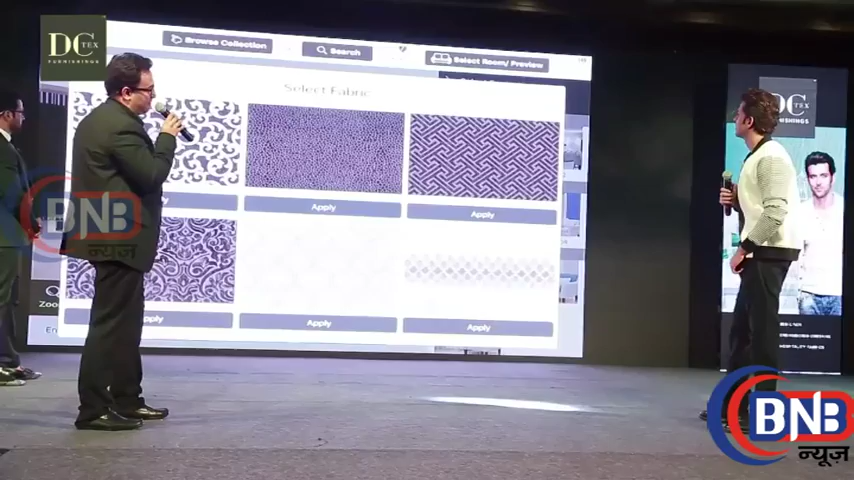 DC TEX
FURNISHINGS
Browse Collection
Search
Select Room/ Preview
Select Fabric
Apply
Apply
Apply
Apply
Apply
DC TEX
BNB
न्यूज़
BNB
न्यूज़